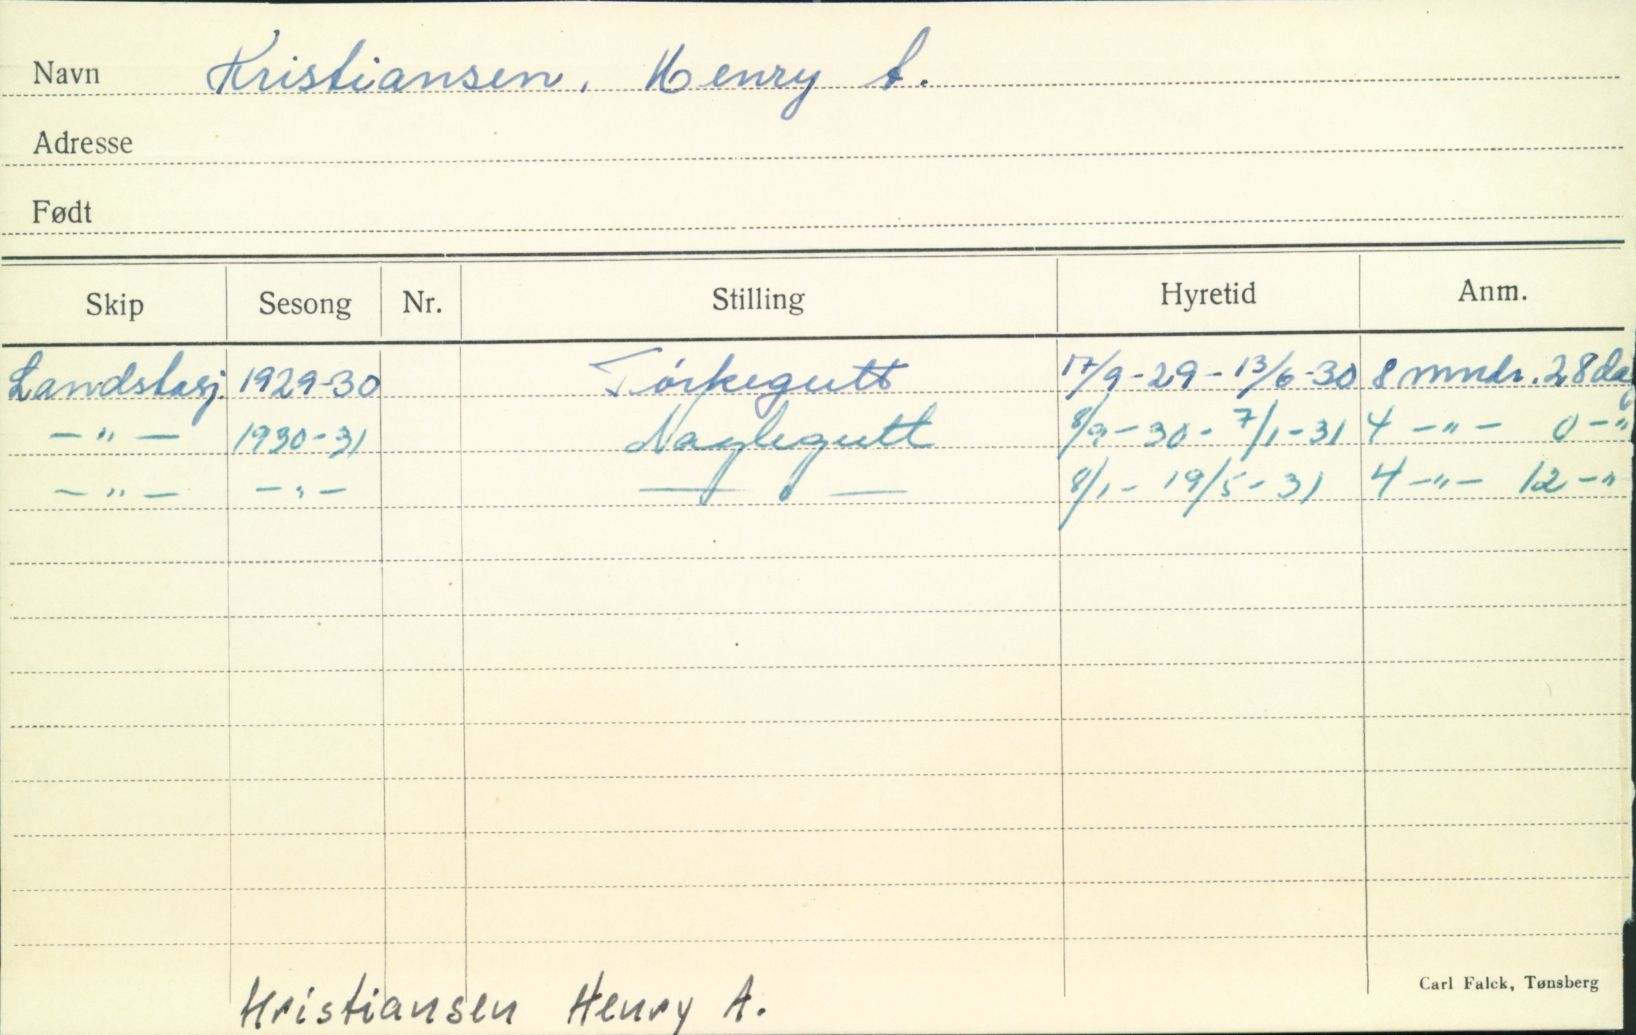 Navn Kristiansen, Henry A.
Adresse
Født
Skip Sesong Nr. Stilling Hyretid Anm.
Landstasj. 1929-30 Tørkegutt 17/9-29-13/6-30 8 mndr. 28 dag
-"- 1930-31 Naglegutt 8/9-30-7/1-31 4 -"- 0 -"-
-"- -"- -"- 8/1-19/5-31 4 -"- 12 -"-
Carl Falck, Tønsberg
Kristiansen Henry A.